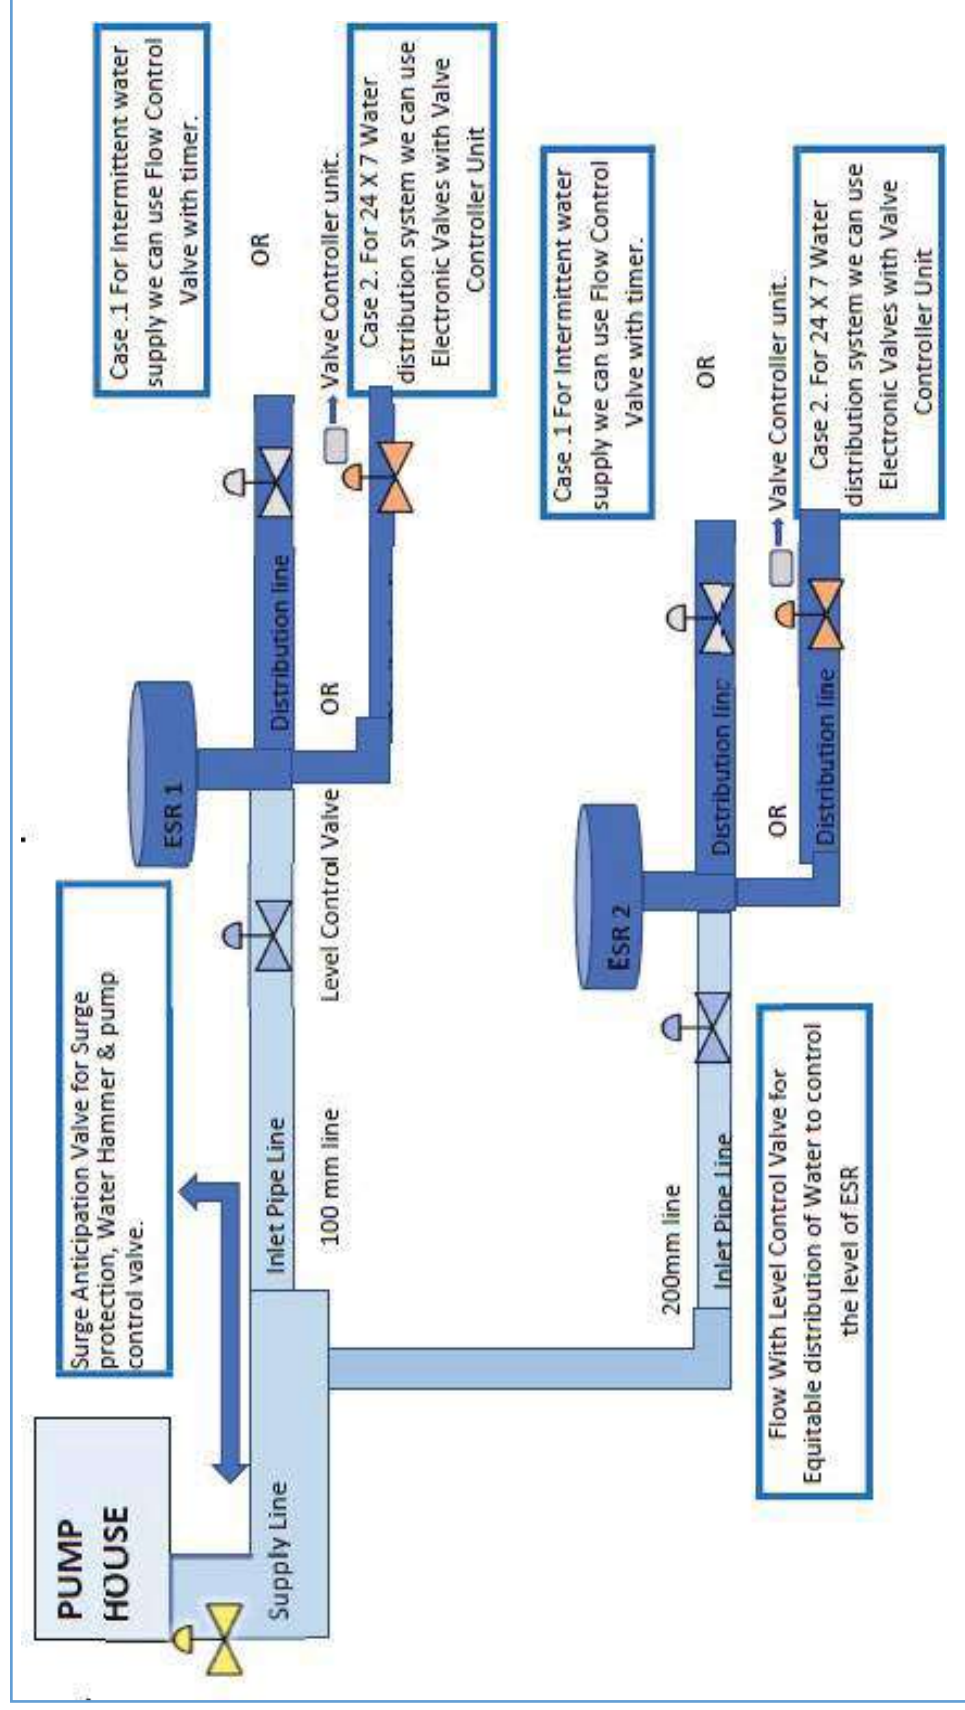 PUMP
HOUSE
Surge Anticipation Valve for Surge
protection, Water Hammer & pump
control valve.
Supply Line
Inlet Pipe Line
100 mm line
Level Control Valve
ESR 1
Distribution line
OR
Case .1 For Intermittent water
supply we can use Flow Control
Valve with timer.
OR
Valve Controller unit.
Case 2. For 24 X 7 Water
distribution system we can use
Electronic Valves with Valve
Controller Unit
200mm line
Inlet Pipe Line
Flow With Level Control Valve for
Equitable distribution of Water to control
the level of ESR
ESR 2
Distribution line
OR
Distribution line
Case .1 For Intermittent water
supply we can use Flow Control
Valve with timer.
OR
Valve Controller unit.
Case 2. For 24 X 7 Water
distribution system we can use
Electronic Valves with Valve
Controller Unit